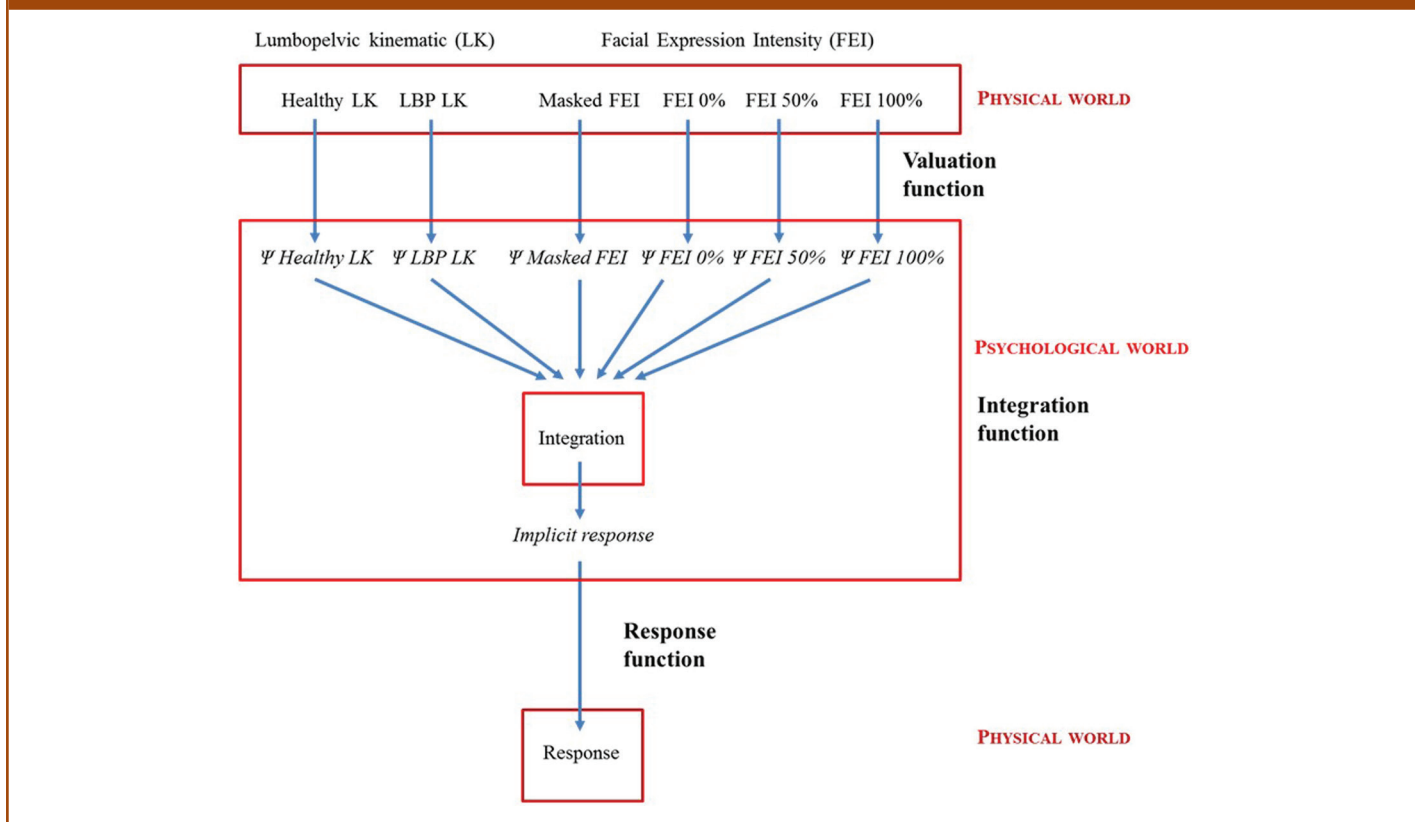 Lumbopelvic kinematic (LK) Facial Expression Intensity (FEI)
Healthy LK LBP LK Masked FEI FEI 0% FEI 50% FEI 100% PHYSICAL WORLD
Valuation
function
Ψ Healthy LK Ψ LBP LK Ψ Masked FEI Ψ FEI 0% Ψ FEI 50% Ψ FEI 100%
PSYCHOLOGICAL WORLD
Integration
function
Integration
Implicit response
Response
function
Response PHYSICAL WORLD